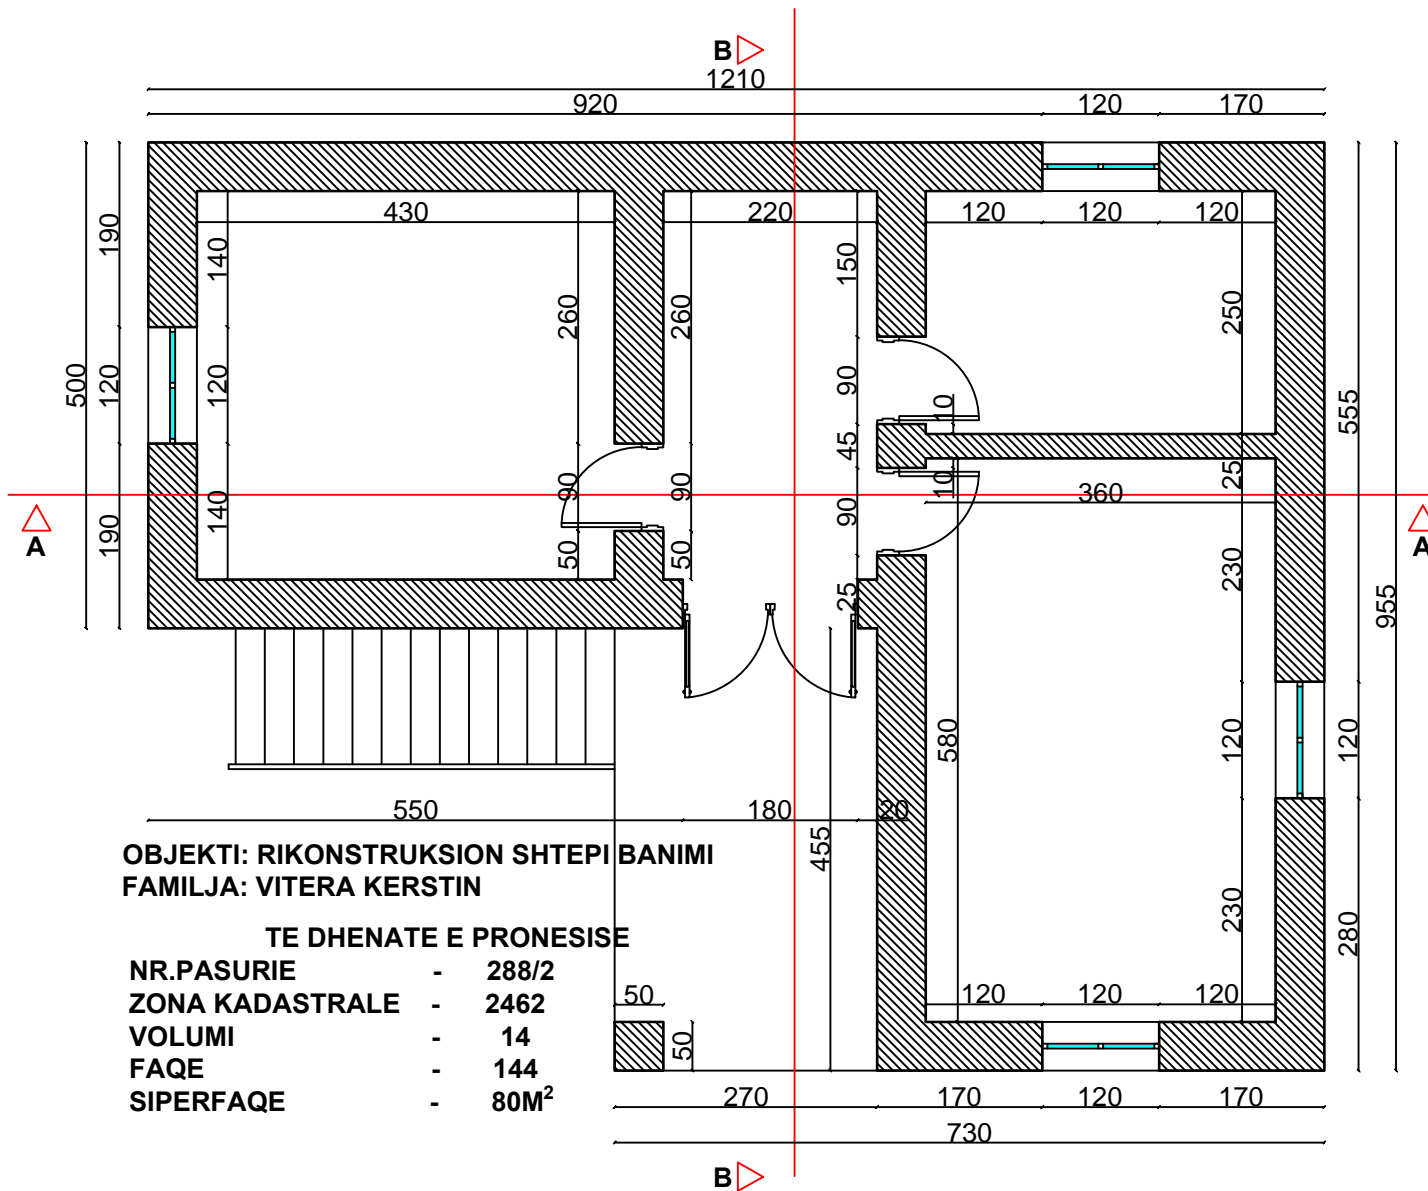 B
1210
920 120 170
430 220 120 120 120
190 140 260 260 150 250
500 120 120 90 10 555
45
140 90 90 90 10 360 25
A A
190 50 50 25 230 955
580 120 120
550 180 20
455
OBJEKTI: RIKONSTRUKSION SHTEPI BANIMI
FAMILJA: VITERA KERSTIN
230 280
TE DHENATE E PRONESISE
NR.PASURIE - 288/2
ZONA KADASTRALE - 2462
50 120 120 120
VOLUMI - 14
50
FAQE - 144
SIPERFAQE - 80M²
270 170 120 170
730
B